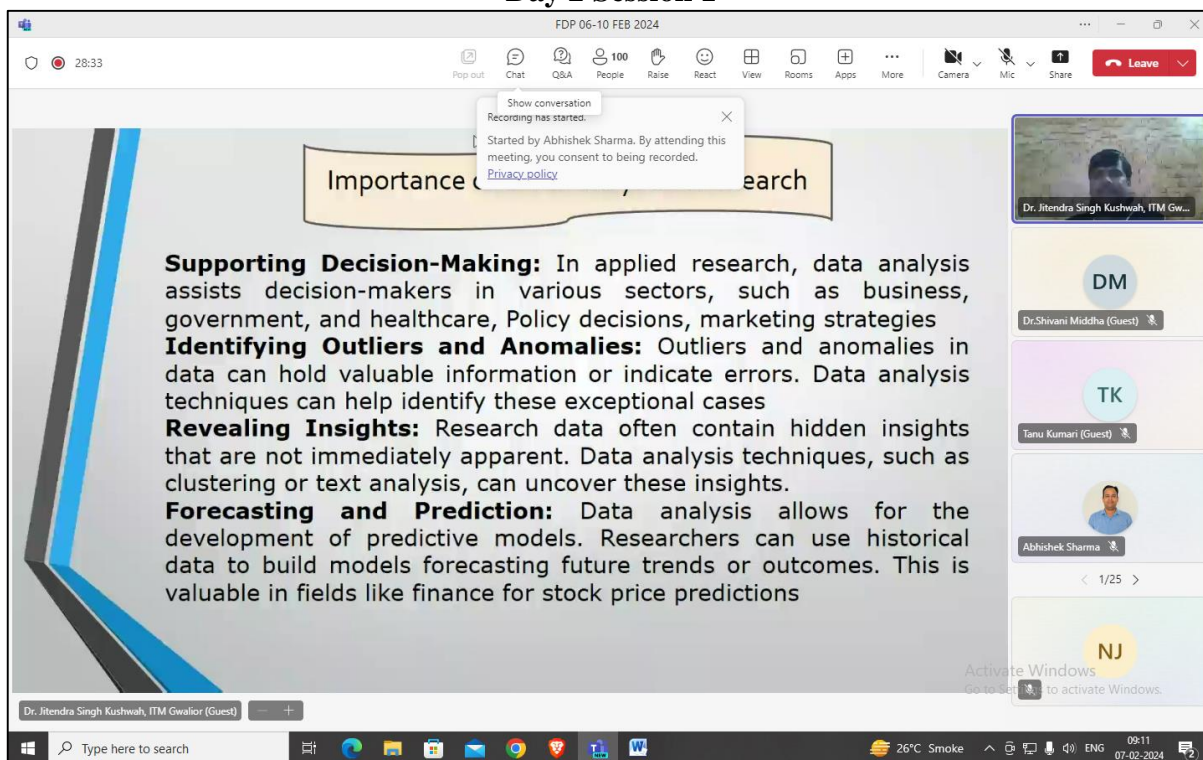 FDP 06-10 FEB 2024
28:33
Pop out
Chat
Q&A
100
People
Raise
React
View
Rooms
Apps
More
Camera
Mic
Share
Leave
Show conversation
Recording has started.
Started by Abhishek Sharma. By attending this
meeting, you consent to being recorded.
Privacy policy
Importance
Supporting Decision-Making: In applied research, data analysis
assists decision-makers in various sectors, such as business,
government, and healthcare, Policy decisions, marketing strategies
Identifying Outliers and Anomalies: Outliers and anomalies in
data can hold valuable information or indicate errors. Data analysis
techniques can help identify these exceptional cases
Revealing Insights: Research data often contain hidden insights
that are not immediately apparent. Data analysis techniques, such as
clustering or text analysis, can uncover these insights.
Forecasting and Prediction: Data analysis allows for the
development of predictive models. Researchers can use historical
data to build models forecasting future trends or outcomes. This is
valuable in fields like finance for stock price predictions
Dr. Jitendra Singh Kushwah, ITM Gw...
DM
Dr.Shivani Middha (Guest)
TK
Tanu Kumari (Guest)
Abhishek Sharma
1/25
NJ
Activate Windows
to activate Windows.
Dr. Jitendra Singh Kushwah, ITM Gwalior (Guest)
Type here to search
26°C Smoke
ENG
09:11
07-02-2024
2